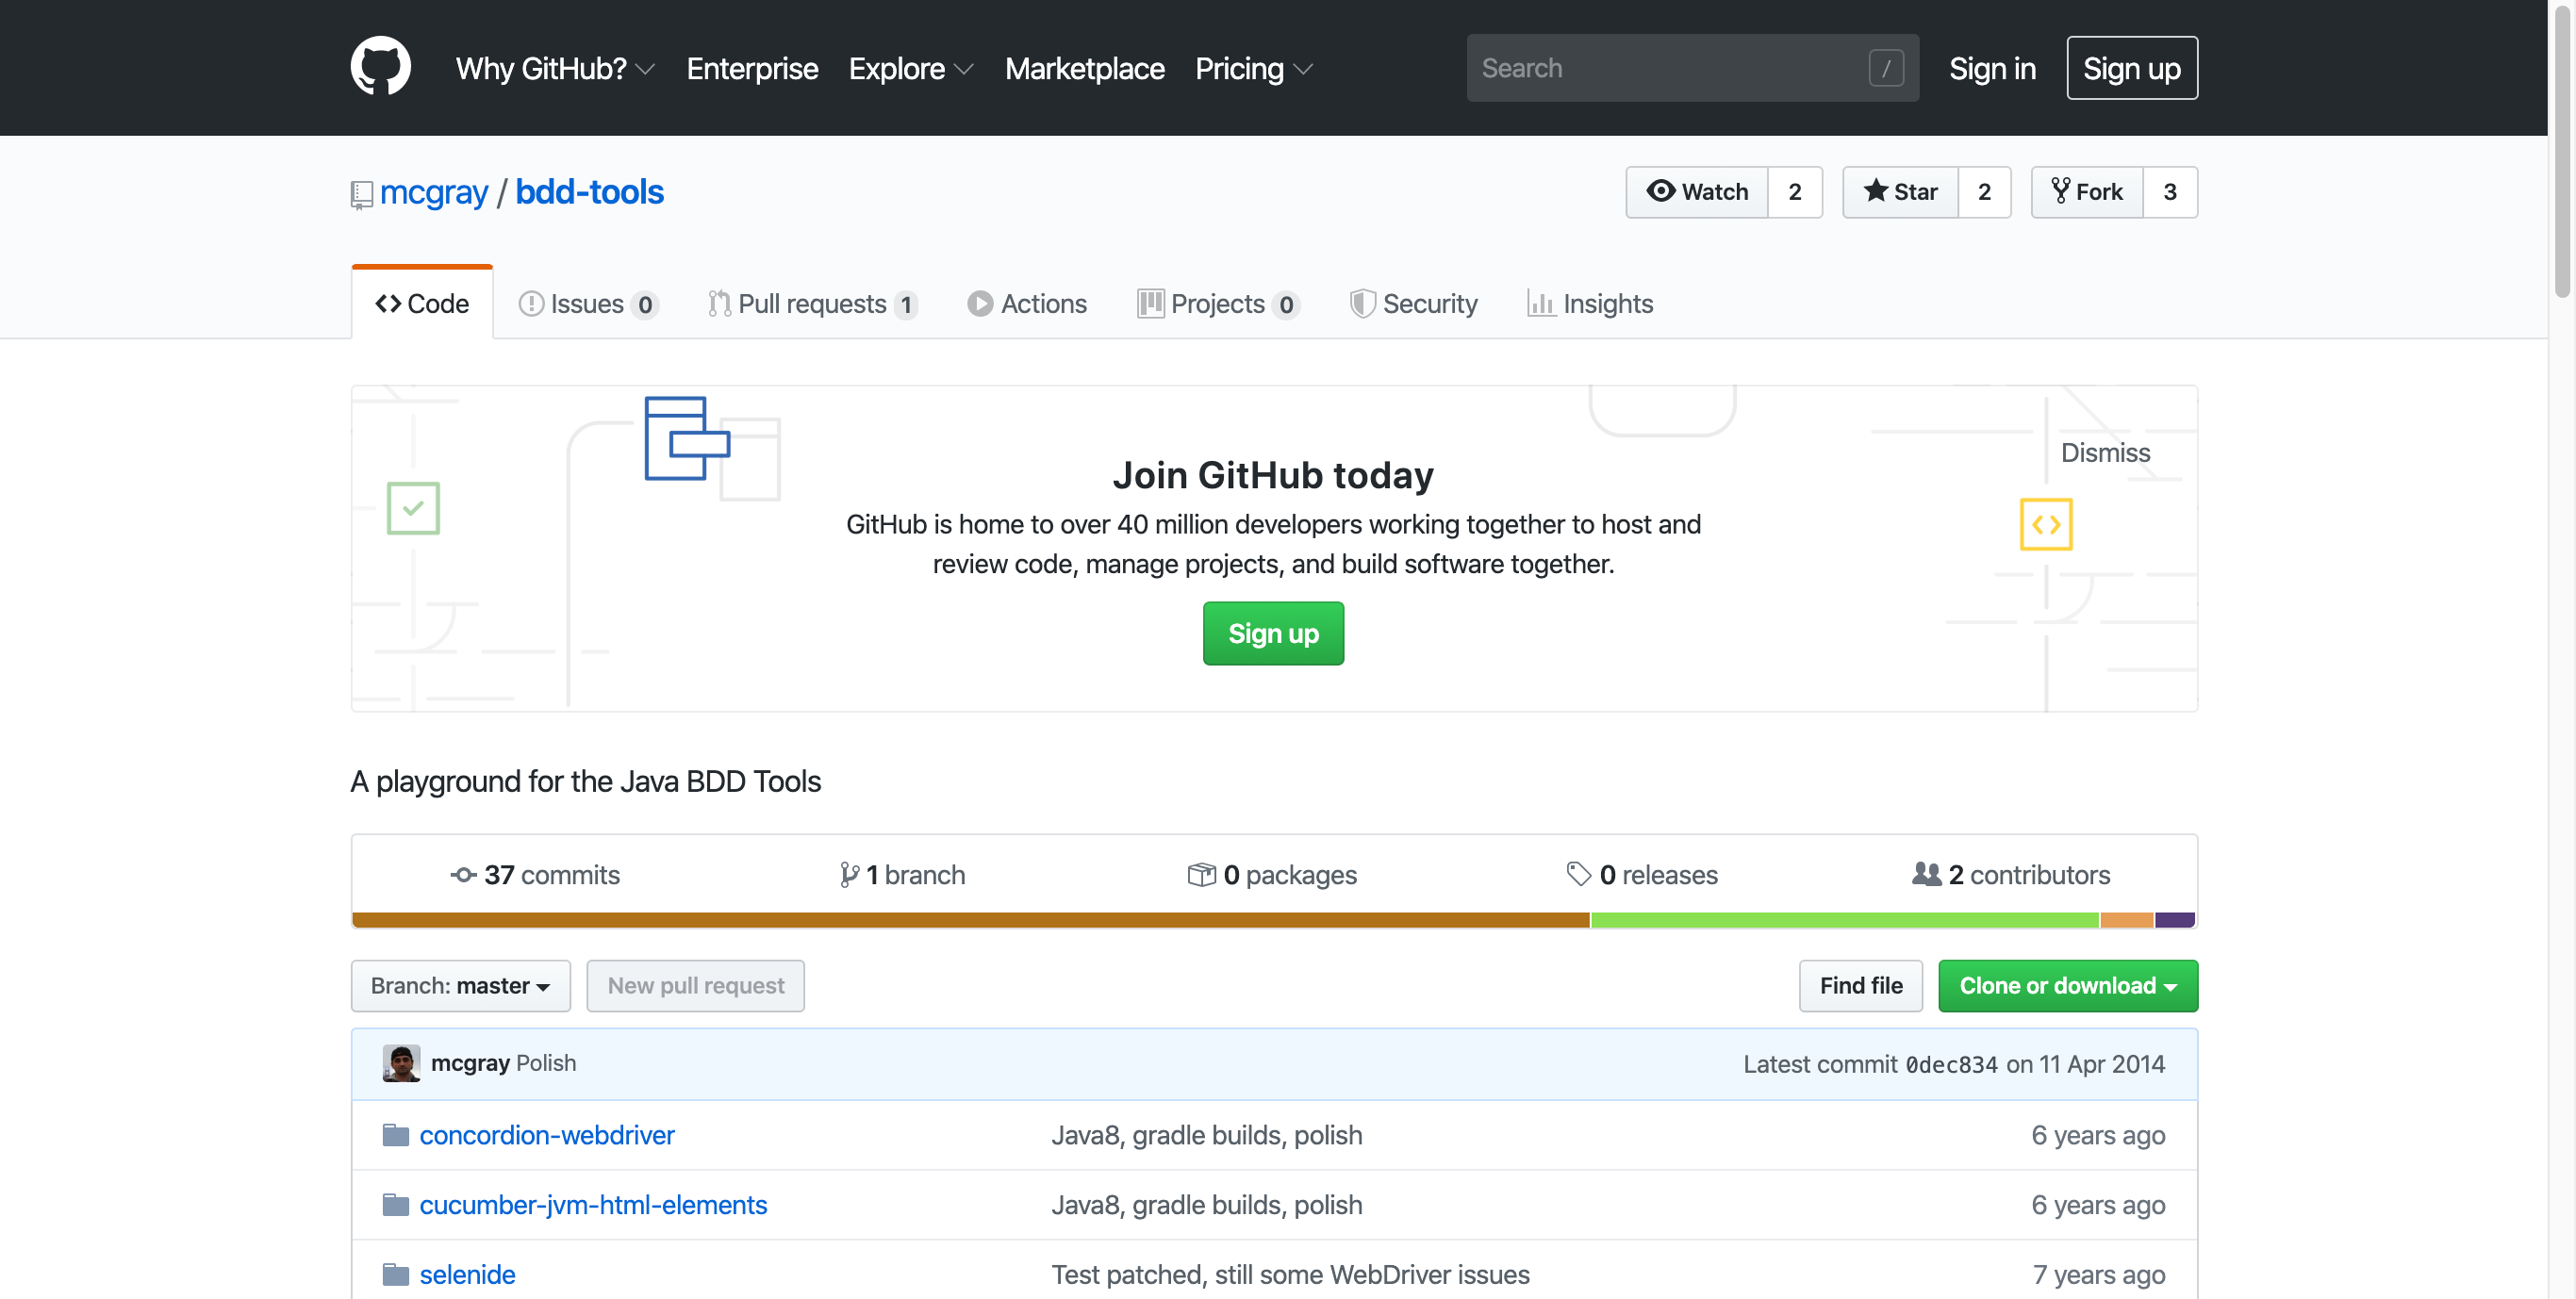 Why GitHub? Enterprise Explore Marketplace Pricing Search / Sign in Sign up
mcgray / bdd-tools Watch 2 Star 2 Fork 3
Code Issues 0 Pull requests 1 Actions Projects 0 Security Insights
Dismiss
Join GitHub today
GitHub is home to over 40 million developers working together to host and
review code, manage projects, and build software together.
Sign up
A playground for the Java BDD Tools
37 commits 1 branch 0 packages 0 releases 2 contributors
Branch: master New pull request Find file Clone or download
mcgray Polish Latest commit 0dec834 on 11 Apr 2014
concordion-webdriver Java8, gradle builds, polish 6 years ago
cucumber-jvm-html-elements Java8, gradle builds, polish 6 years ago
selenide Test patched, still some WebDriver issues 7 years ago